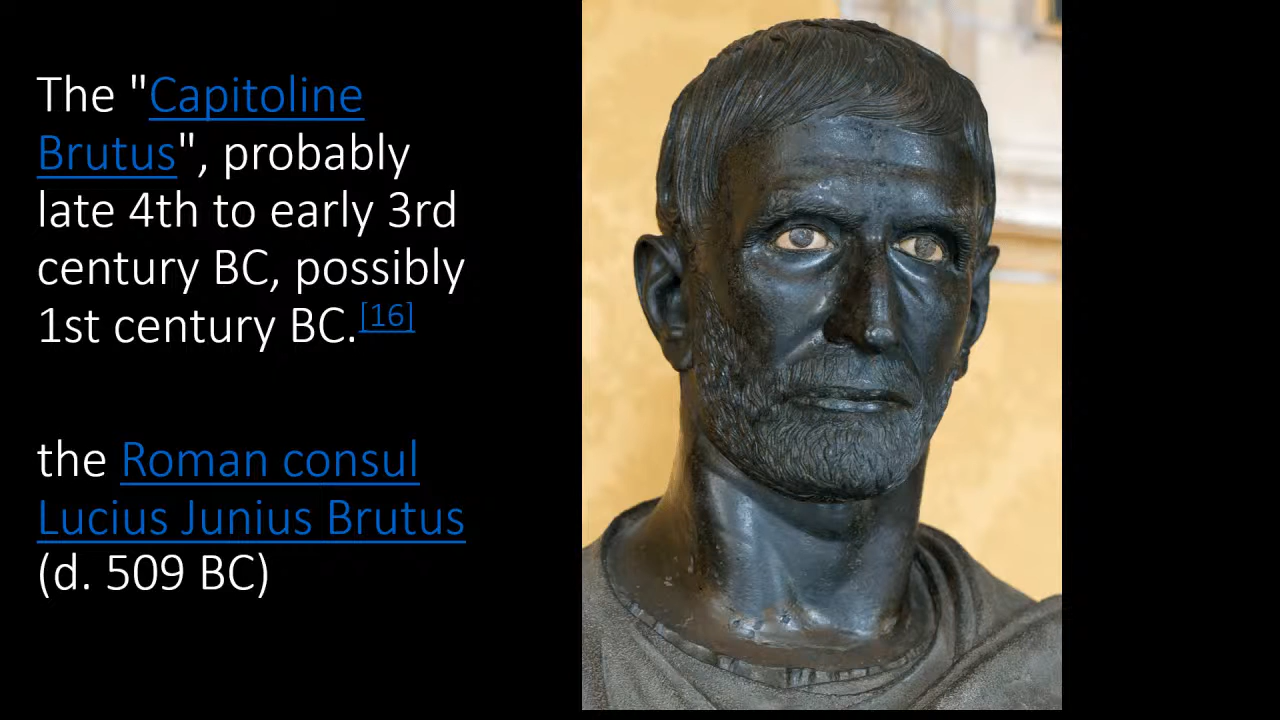 The "Capitoline
Brutus", probably
late 4th to early 3rd
century BC, possibly
1st century BC.[16]
the Roman consul
Lucius Junius Brutus
(d. 509 BC)